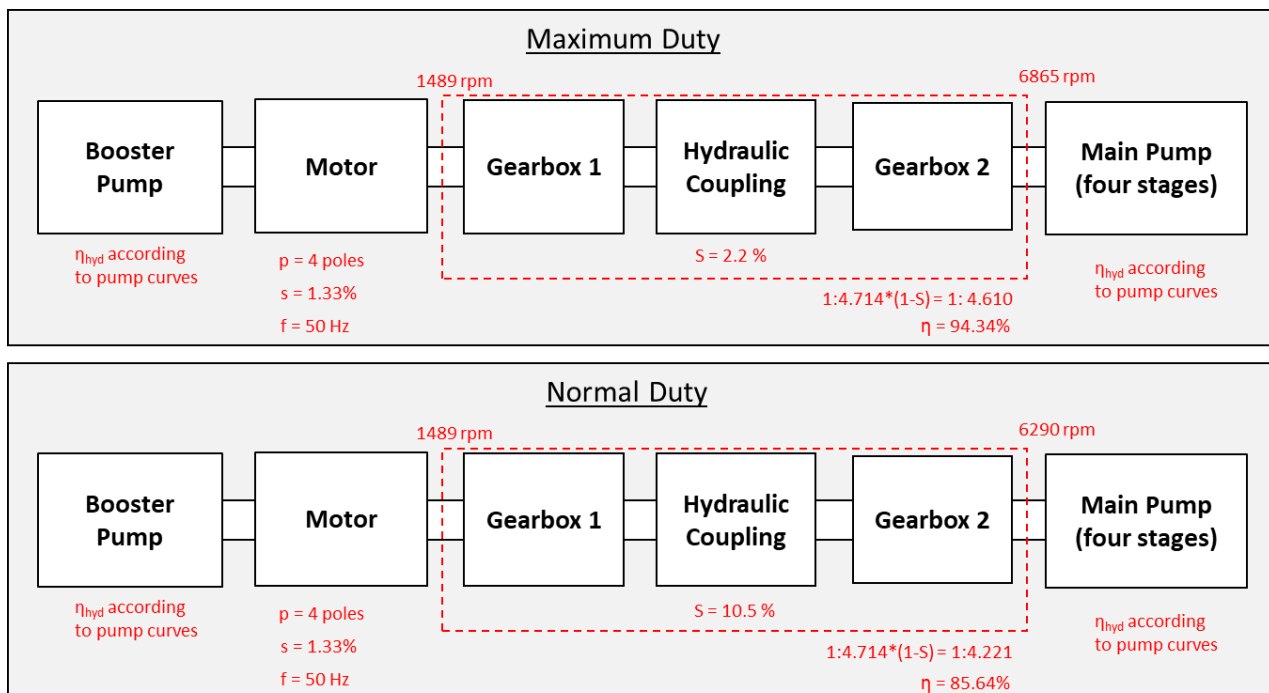 Maximum Duty
1489 rpm
6865 rpm
Booster
Pump
Motor
Gearbox 1
Hydraulic
Coupling
Gearbox 2
Main Pump
(four stages)
ηhyd according
to pump curves
p = 4 poles
s = 1.33%
f = 50 Hz
S = 2.2 %
1:4.714*(1-S) = 1: 4.610
η = 94.34%
ηhyd according
to pump curves
Normal Duty
1489 rpm
6290 rpm
Booster
Pump
Motor
Gearbox 1
Hydraulic
Coupling
Gearbox 2
Main Pump
(four stages)
ηhyd according
to pump curves
p = 4 poles
s = 1.33%
f = 50 Hz
S = 10.5 %
1:4.714*(1-S) = 1:4.221
η = 85.64%
ηhyd according
to pump curves